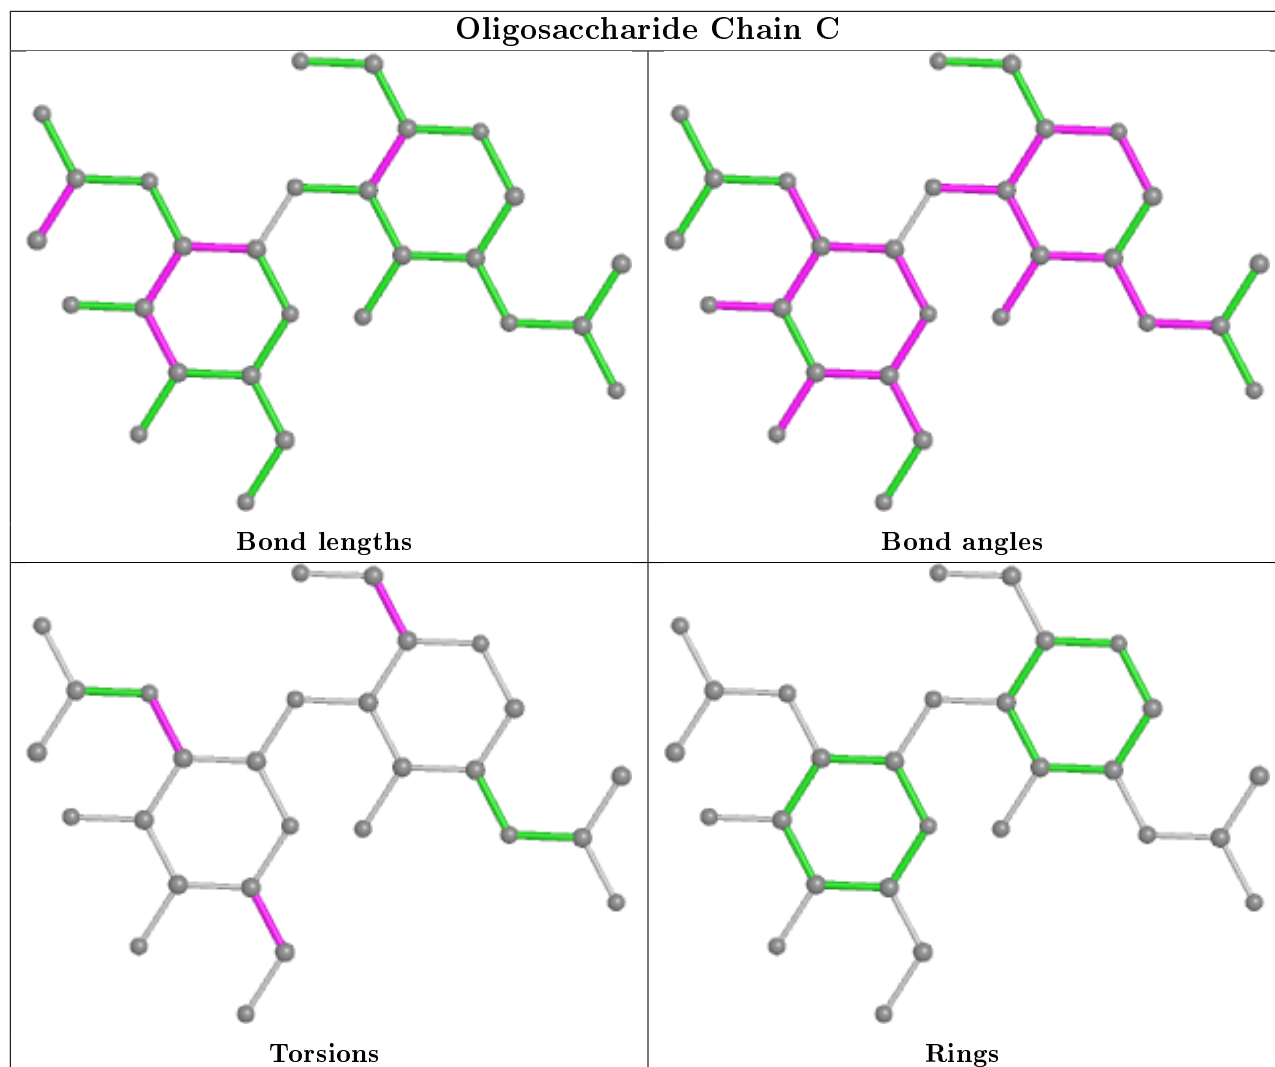 Oligosaccharide Chain C
Bond lengths
Bond angles
Torsions
Rings